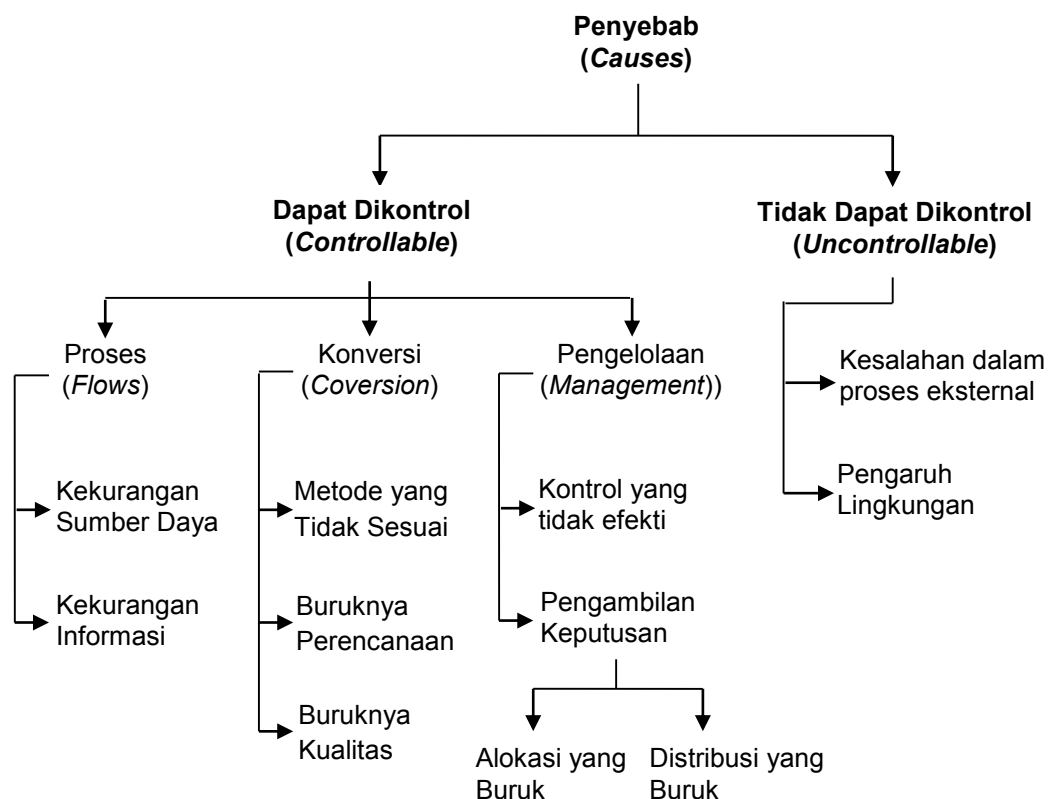 Penyebab
(Causes)
Dapat Dikontrol
(Controllable)
Tidak Dapat Dikontrol
(Uncontrollable)
Proses
(Flows)
Konversi
(Coversion)
Pengelolaan
(Management))
Kesalahan dalam
proses eksternal
Pengaruh
Lingkungan
Kekurangan
Sumber Daya
Kekurangan
Informasi
Metode yang
Tidak Sesuai
Buruknya
Perencanaan
Buruknya
Kualitas
Kontrol yang
tidak efekti
Pengambilan
Keputusan
Alokasi yang
Buruk
Distribusi yang
Buruk